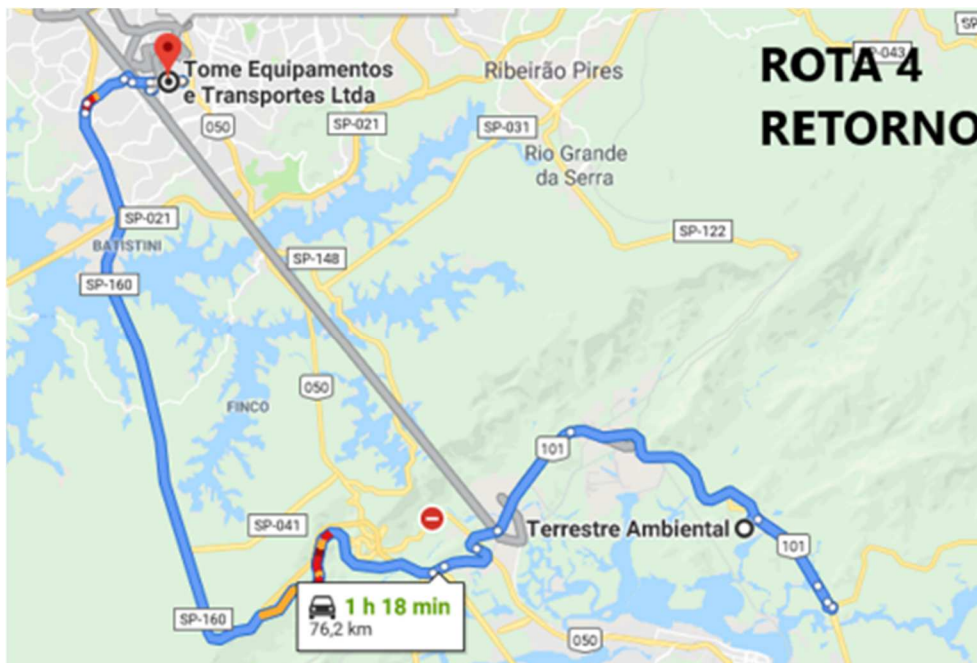 ROTA 4
RETORNO
SP-043
SP
Tome Equipamentos
e Transportes Ltda
Ribeirão Pires
050
SP-021
SP-031
Rio Grande
da Serra
SP-021
BATISTINI
SP-122
SP-148
SP-160
050
FINCO
101
SP-041
Terrestre Ambiental
101
SP-160
1 h 18 min
76,2 km
050